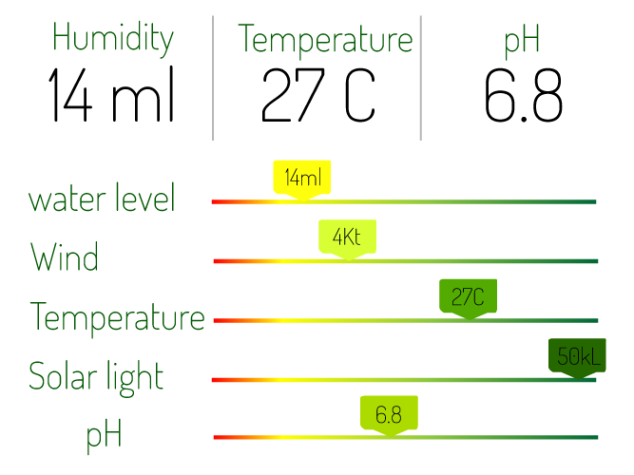 Humidity Temperature pH
14 ml 27 C 6.8
14ml
water level
4Kt
Wind
27C
Temperature
50kL
Solar light
6.8
pH